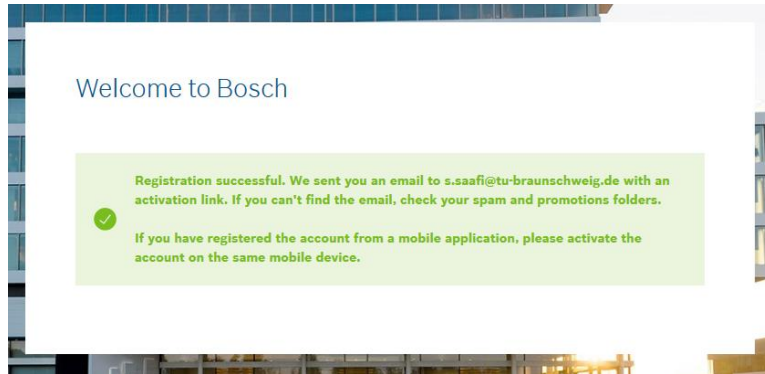 Welcome to Bosch
Registration successful. We sent you an email to s.saafi@tu-braunschweig.de with an
activation link. If you can't find the email, check your spam and promotions folders.
If you have registered the account from a mobile application, please activate the
account on the same mobile device.